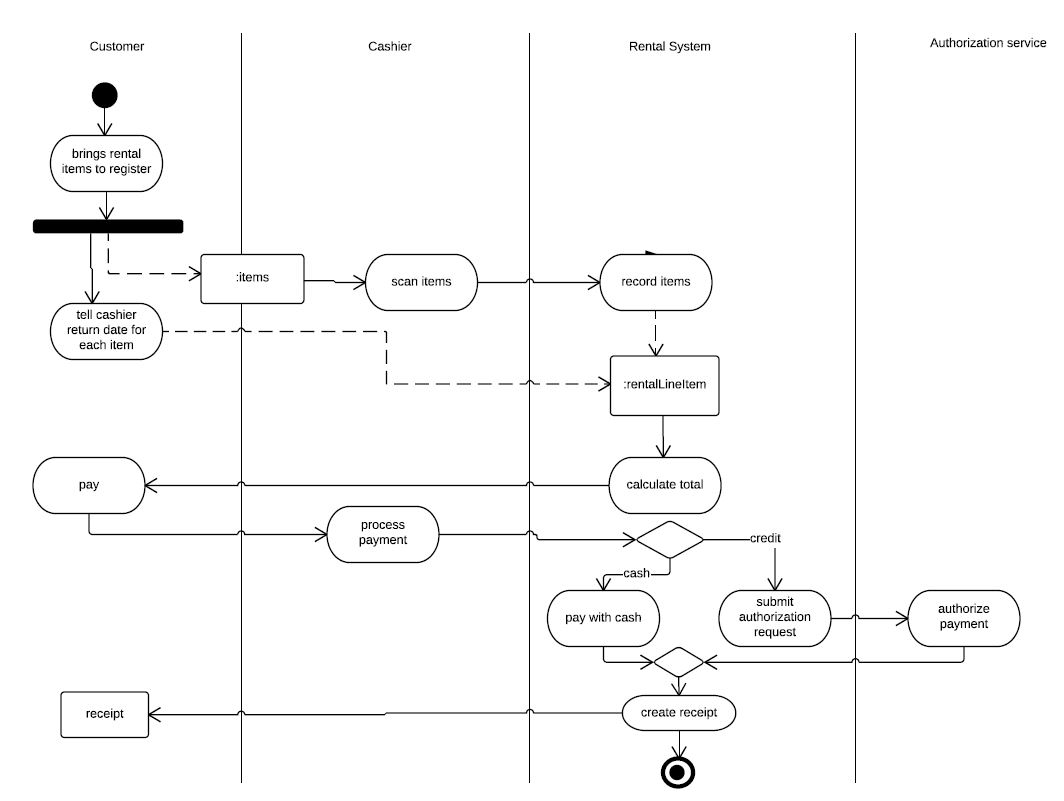 Customer
Cashier
Rental System
Authorization service
brings rental
items to register
:items
scan items
record items
tell cashier
return date for
each item
:rentalLineItem
pay
calculate total
process
payment
credit
cash
pay with cash
submit
authorization
request
authorize
payment
receipt
create receipt